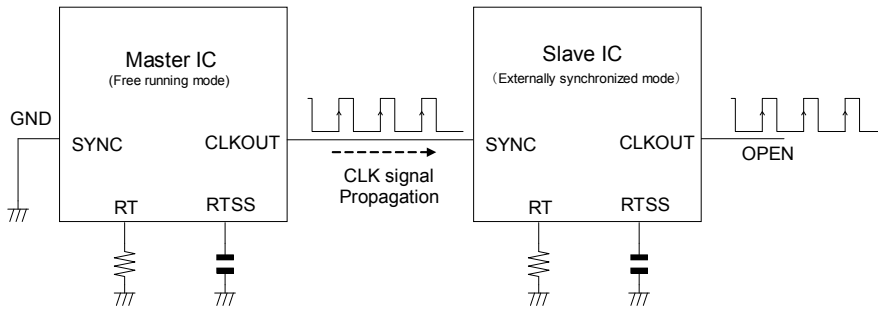 Master IC
(Free running mode)
GND
SYNC
CLKOUT
RT
RTSS
CLK signal
Propagation
Slave IC
(Externally synchronized mode)
SYNC
CLKOUT
OPEN
RT
RTSS